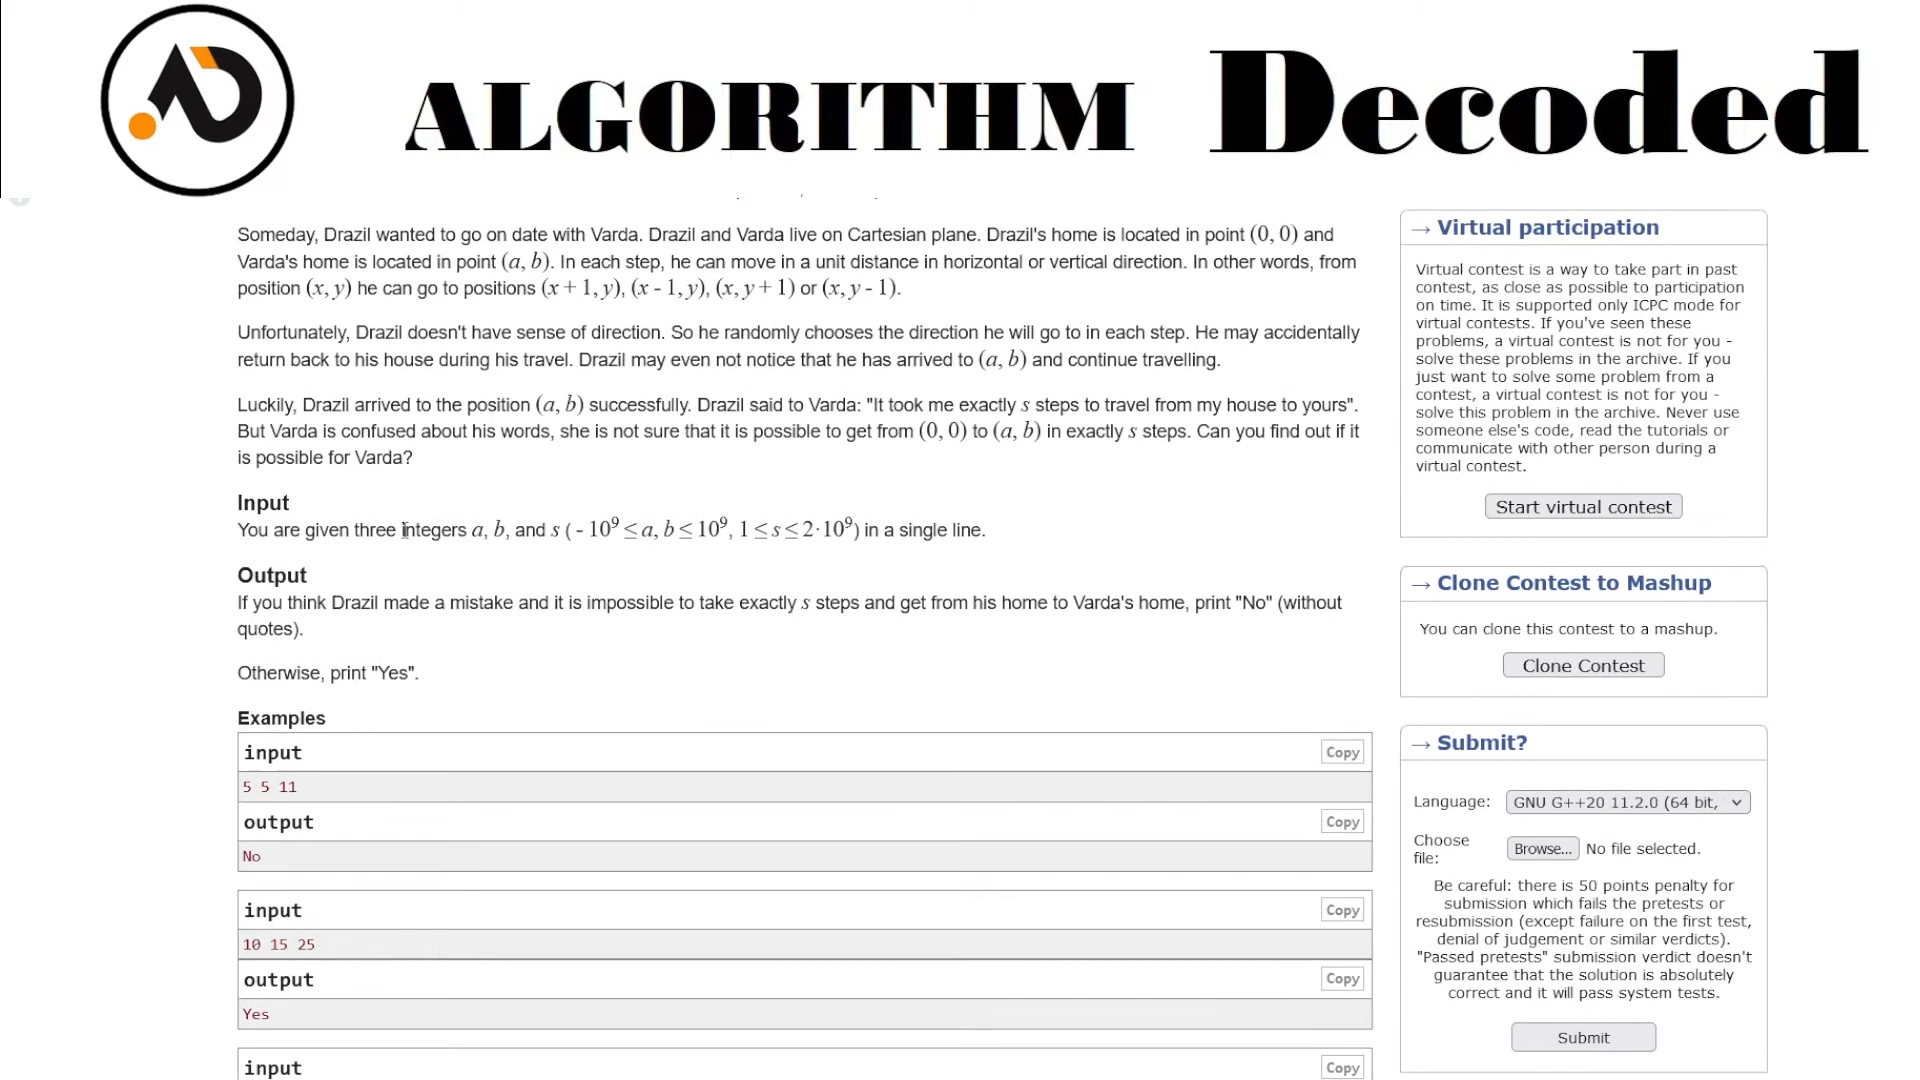 ALGORITHM Decoded
Someday, Drazil wanted to go on date with Varda. Drazil and Varda live on Cartesian plane. Drazil's home is located in point (0, 0) and
Varda's home is located in point (a, b). In each step, he can move in a unit distance in horizontal or vertical direction. In other words, from
position (x, y) he can go to positions (x + 1, y), (x - 1, y), (x, y + 1) or (x, y - 1).
Unfortunately, Drazil doesn't have sense of direction. So he randomly chooses the direction he will go to in each step. He may accidentally
return back to his house during his travel. Drazil may even not notice that he has arrived to (a, b) and continue travelling.
Luckily, Drazil arrived to the position (a, b) successfully. Drazil said to Varda: "It took me exactly s steps to travel from my house to yours".
But Varda is confused about his words, she is not sure that it is possible to get from (0, 0) to (a, b) in exactly s steps. Can you find out if it
is possible for Varda?
Input
You are given three integers a, b, and s ( - 10⁹ ≤ a, b ≤ 10⁹, 1 ≤ s ≤ 2·10⁹) in a single line.
Output
If you think Drazil made a mistake and it is impossible to take exactly s steps and get from his home to Varda's home, print "No" (without
quotes).
Otherwise, print "Yes".
Examples
input
Copy
5 5 11
output
Copy
No
input
Copy
10 15 25
output
Copy
Yes
input
Copy
→ Virtual participation
Virtual contest is a way to take part in past
contest, as close as possible to participation
on time. It is supported only ICPC mode for
virtual contests. If you've seen these
problems, a virtual contest is not for you -
solve these problems in the archive. If you
just want to solve some problem from a
contest, a virtual contest is not for you -
solve this problem in the archive. Never use
someone else's code, read the tutorials or
communicate with other person during a
virtual contest.
Start virtual contest
→ Clone Contest to Mashup
You can clone this contest to a mashup.
Clone Contest
→ Submit?
Language: GNU G++20 11.2.0 (64 bit,
Choose
file:
Browse... No file selected.
Be careful: there is 50 points penalty for
submission which fails the pretests or
resubmission (except failure on the first test,
denial of judgement or similar verdicts).
"Passed pretests" submission verdict doesn't
guarantee that the solution is absolutely
correct and it will pass system tests.
Submit